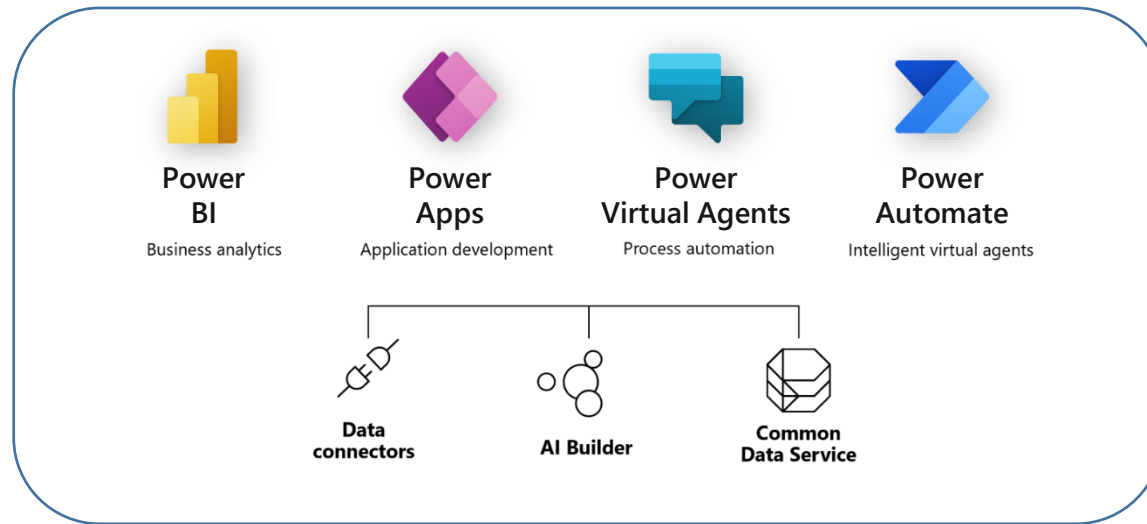 Power
BI
Business analytics
Power
Apps
Application development
Power
Virtual Agents
Process automation
Power
Automate
Intelligent virtual agents
Data
connectors
AI Builder
Common
Data Service